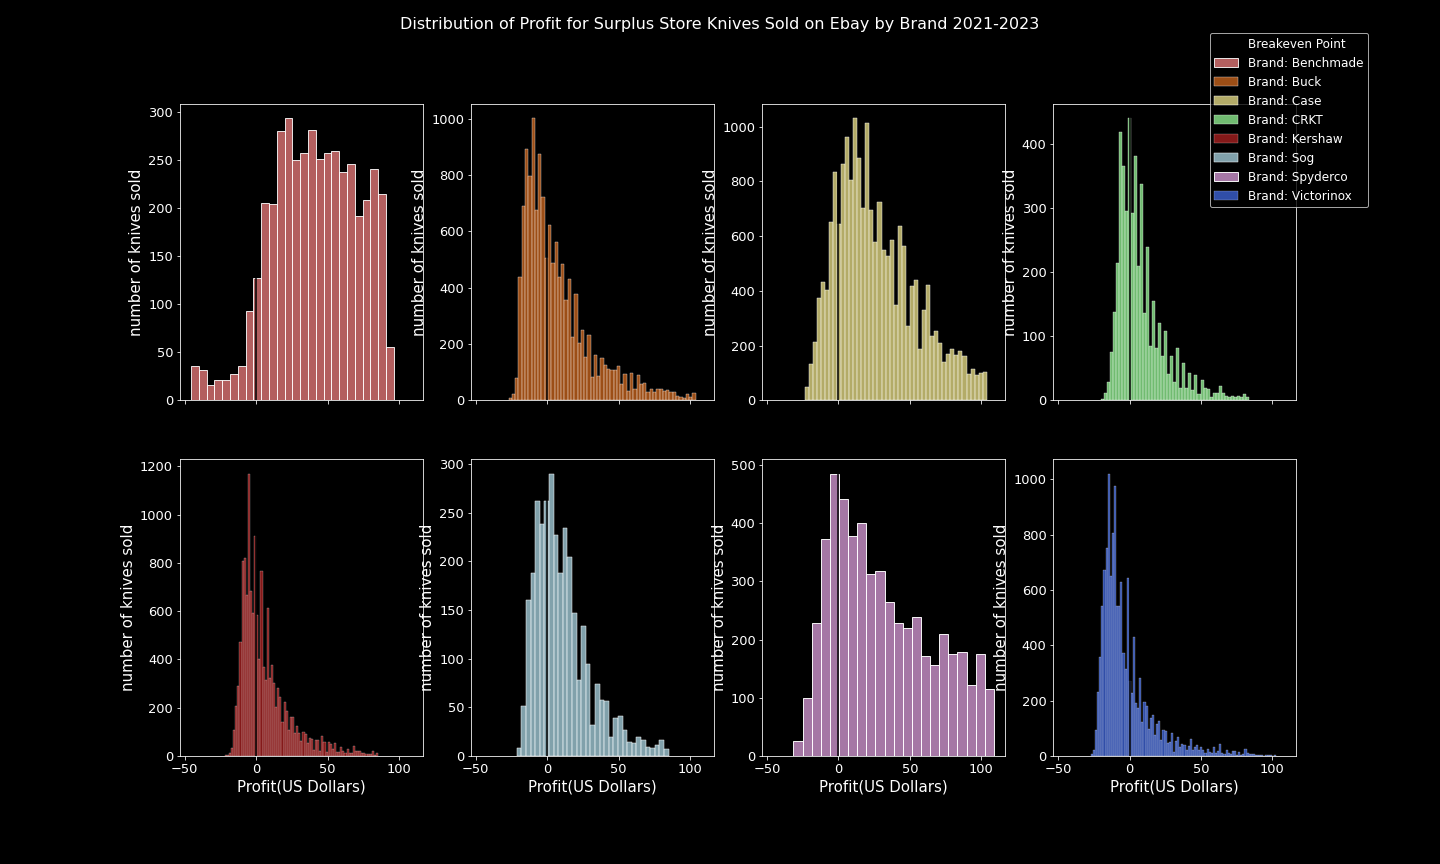 Distribution of Profit for Surplus Store Knives Sold on Ebay by Brand 2021-2023
Breakeven Point
Brand: Benchmade
Brand: Buck
Brand: Case
Brand: CRKT
Brand: Kershaw
Brand: Sog
Brand: Spyderco
Brand: Victorinox
number of knives sold
300
250
200
150
100
50
0
number of knives sold
1000
800
600
400
200
0
number of knives sold
1000
800
600
400
200
0
number of knives sold
400
300
200
100
0
number of knives sold
1200
1000
800
600
400
200
0
−50 0 50 100
Profit(US Dollars)
number of knives sold
300
250
200
150
100
50
0
−50 0 50 100
Profit(US Dollars)
number of knives sold
500
400
300
200
100
0
−50 0 50 100
Profit(US Dollars)
number of knives sold
1000
800
600
400
200
0
−50 0 50 100
Profit(US Dollars)